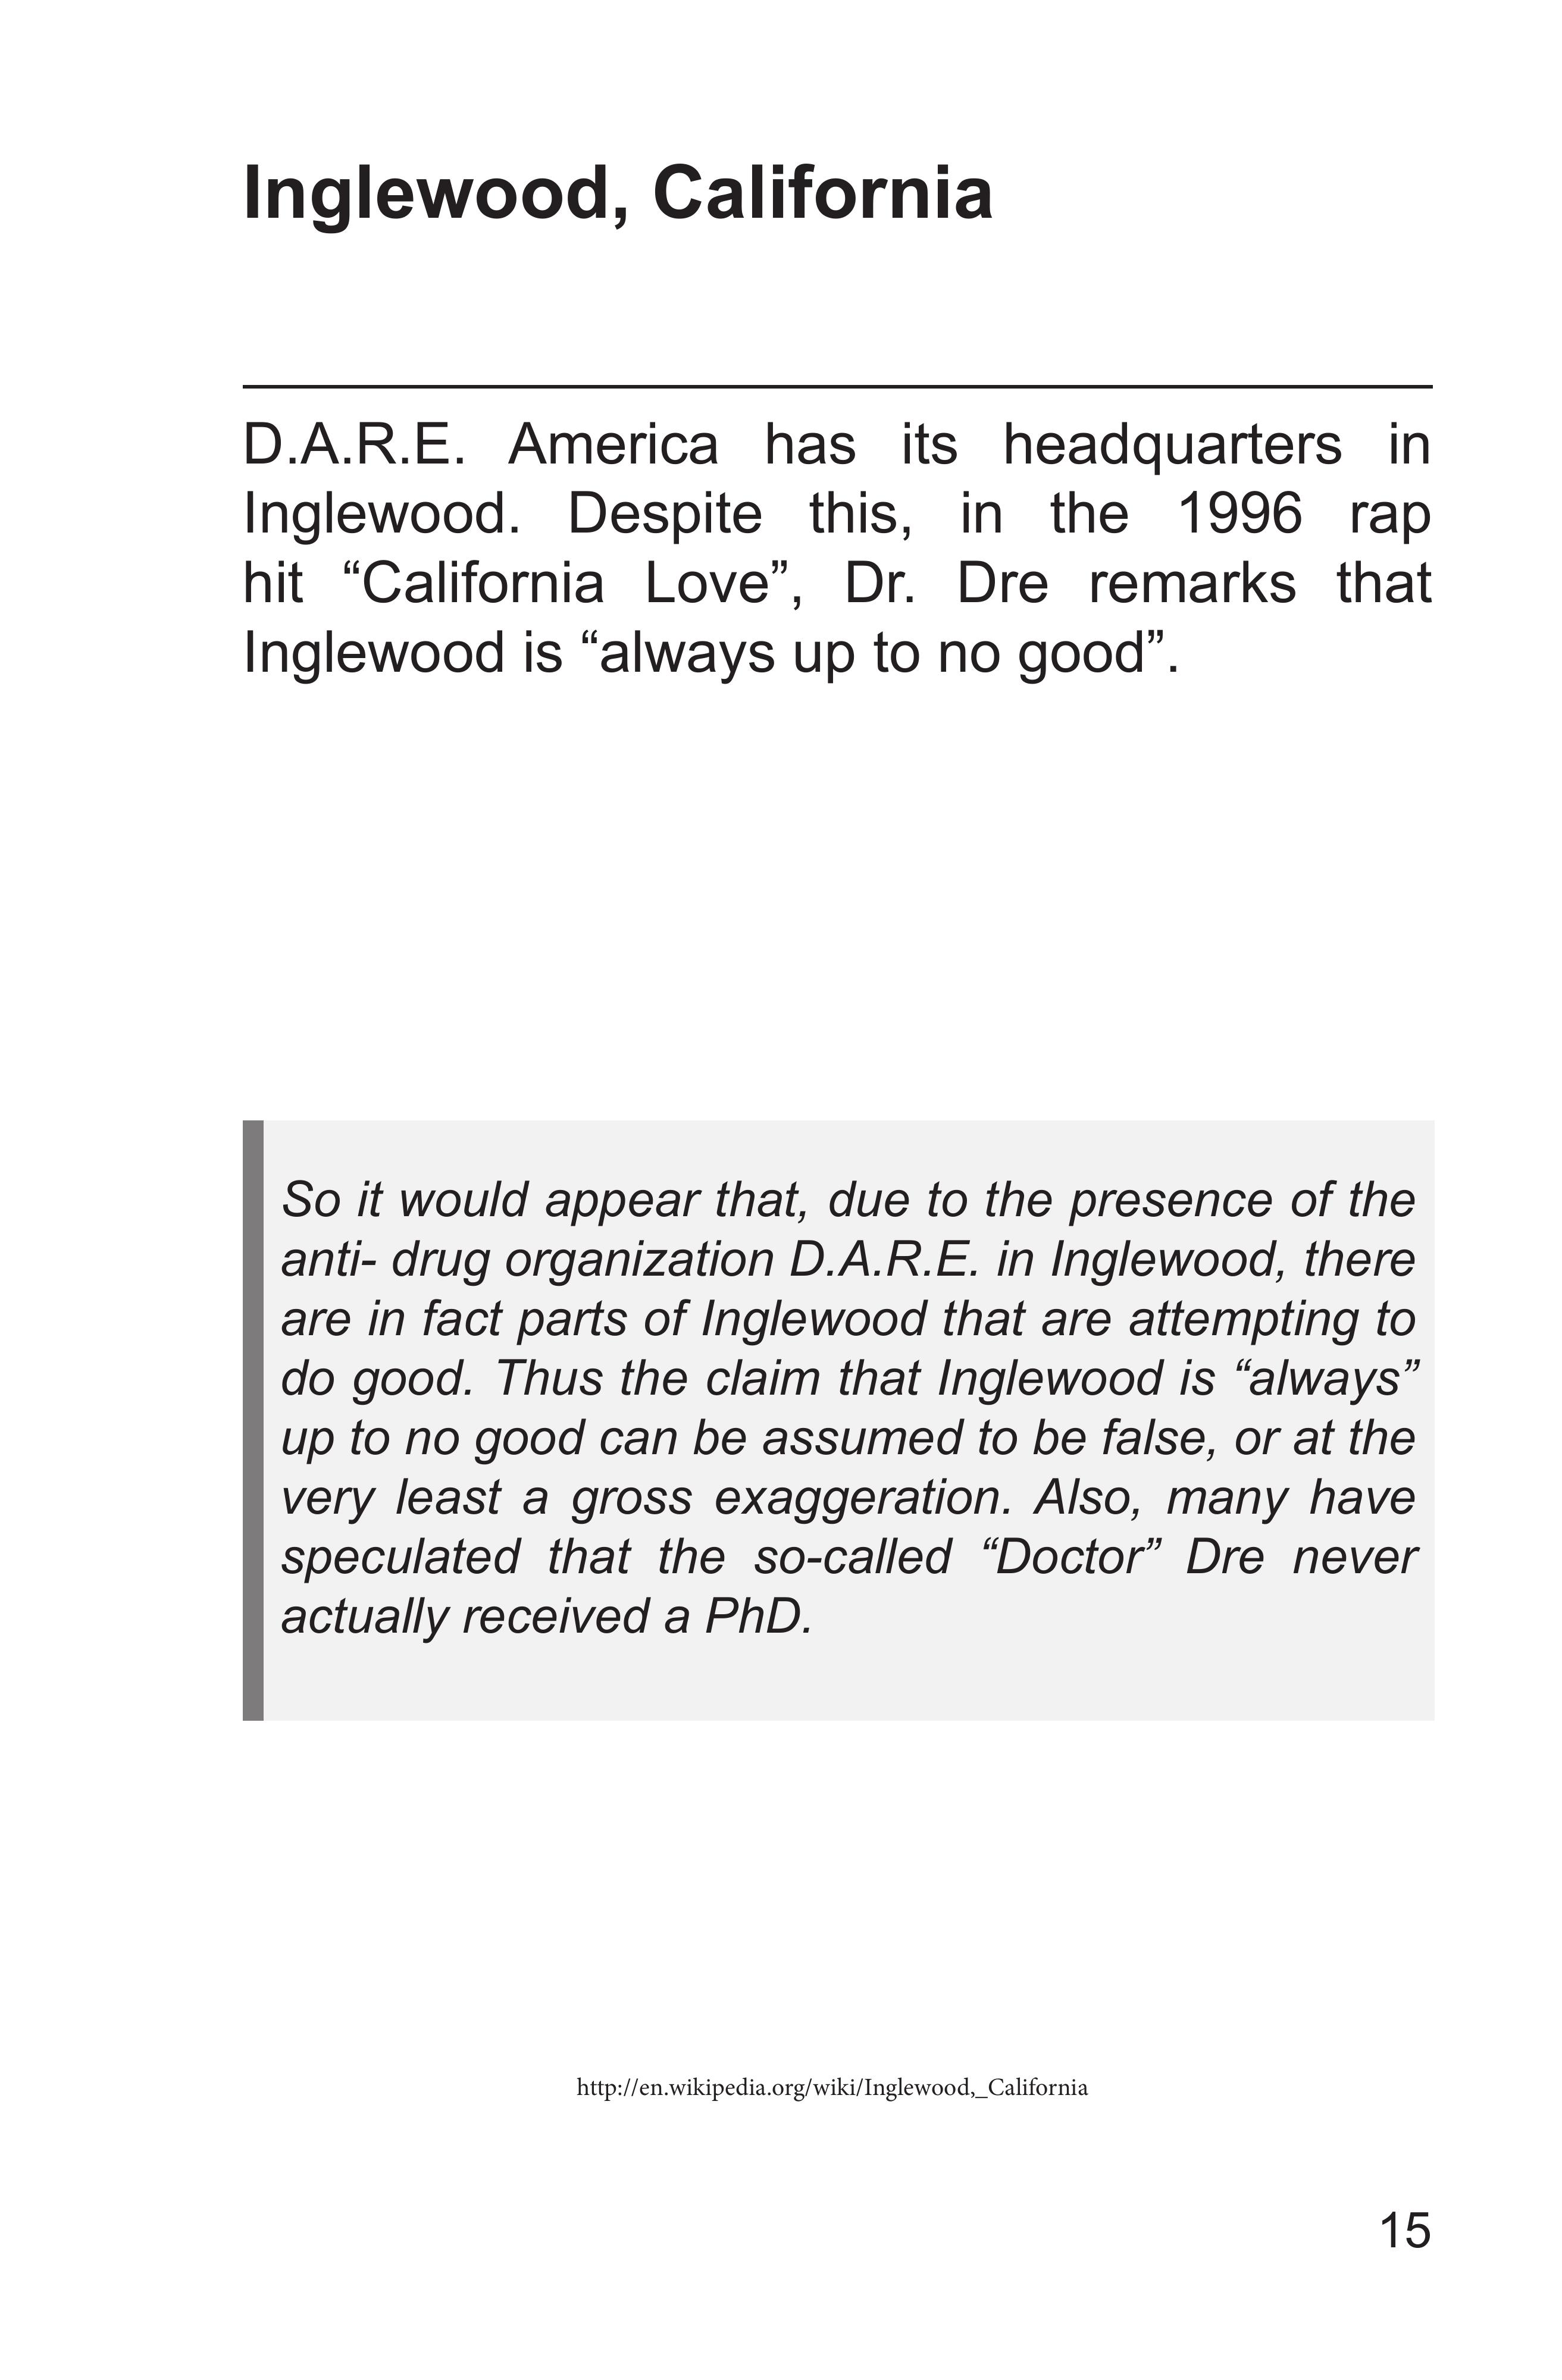 Inglewood, California
D.A.R.E. America has its headquarters in
Inglewood. Despite this, in the 1996 rap
hit “California Love”, Dr. Dre remarks that
Inglewood is “always up to no good”.
So it would appear that, due to the presence of the
anti- drug organization D.A.R.E. in Inglewood, there
are in fact parts of Inglewood that are attempting to
do good. Thus the claim that Inglewood is “always”
up to no good can be assumed to be false, or at the
very least a gross exaggeration. Also, many have
speculated that the so-called “Doctor” Dre never
actually received a PhD.
http://en.wikipedia.org/wiki/Inglewood,_California
15